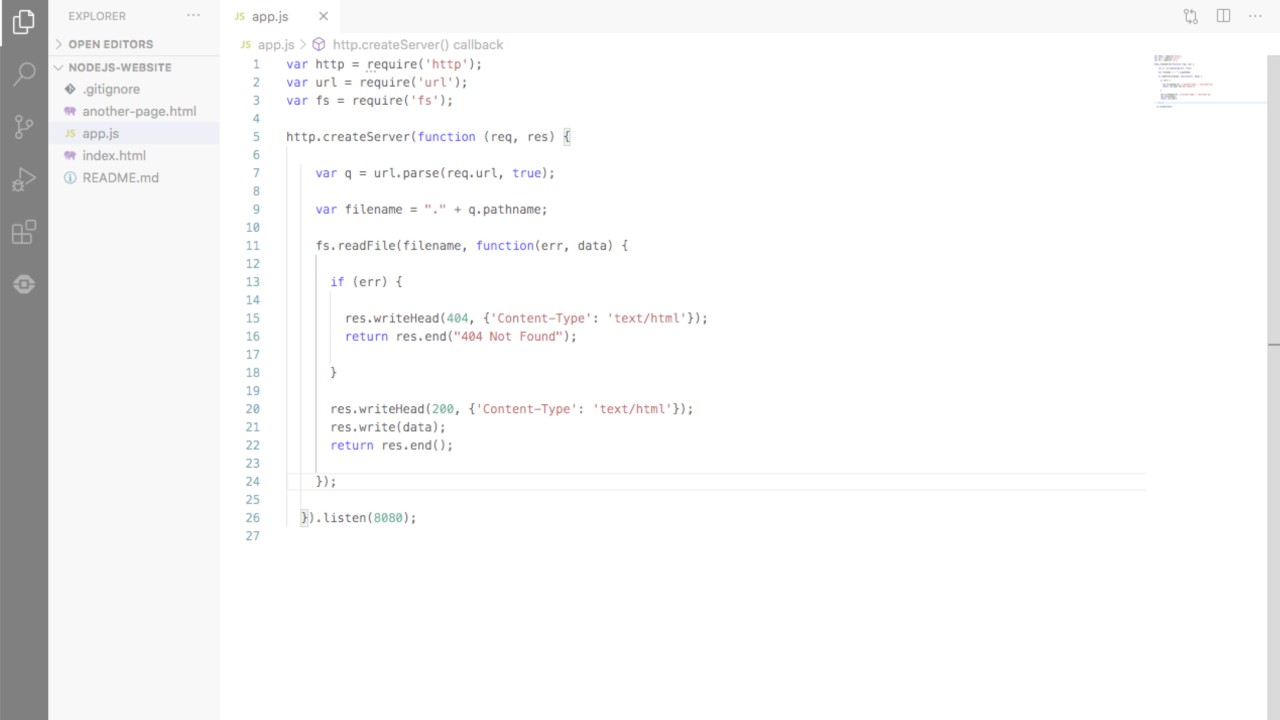 EXPLORER ···
JS app.js ×
OPEN EDITORS
JS app.js > http.createServer() callback
NODEJS-WEBSITE
.gitignore
another-page.html
JS app.js
index.html
README.md
1 var http = require('http');
2 var url = require('url')
3 var fs = require('fs');
4
5 http.createServer(function (req, res) {
6
7 var q = url.parse(req.url, true);
8
9 var filename = "." + q.pathname;
10
11 fs.readFile(filename, function(err, data) {
12
13 if (err) {
14
15 res.writeHead(404, {'Content-Type': 'text/html'});
16 return res.end("404 Not Found");
17
18 }
19
20 res.writeHead(200, {'Content-Type': 'text/html'});
21 res.write(data);
22 return res.end();
23
24 });
25
26 }).listen(8080);
27